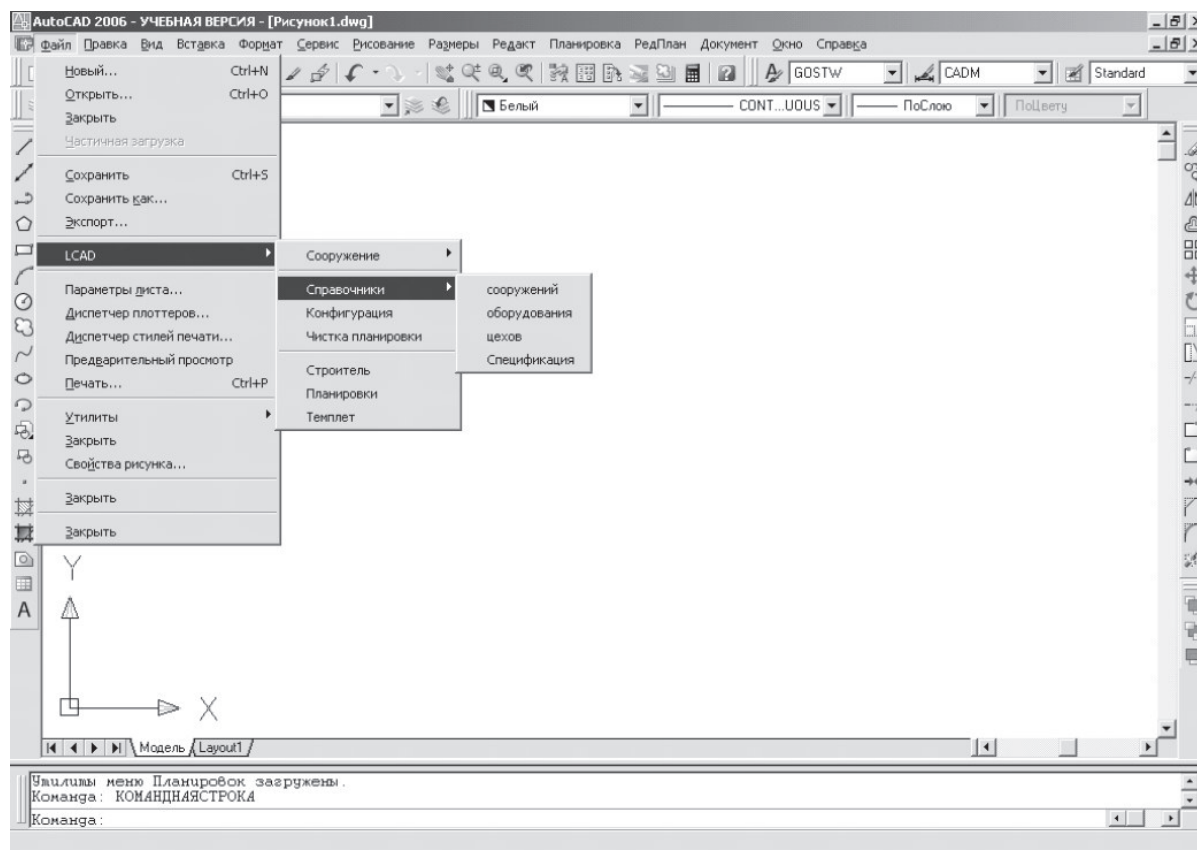 AutoCAD 2006 - УЧЕБНАЯ ВЕРСИЯ - [Рисунок1.dwg]
Файл Правка Вид Вставка Формат Сервис Рисование Размеры Редакт Планировка РедПлан Документ Окно Справка
GOSTW CADM Standard
Белый CONT...UOUS ПоСлою ПоЦвету
Новый... Ctrl+N
Открыть... Ctrl+O
Закрыть
Частичная загрузка
Сохранить Ctrl+S
Сохранить как...
Экспорт...
LCAD
Параметры листа...
Диспетчер плоттеров...
Диспетчер стилей печати...
Предварительный просмотр
Печать... Ctrl+P
Утилиты
Закрыть
Свойства рисунка...
Закрыть
Закрыть
Сооружение
Справочники
Конфигурация
Чистка планировки
Строитель
Планировки
Темплет
сооружений
оборудования
цехов
Спецификация
A
Y
X
Модель Layout1
Утилиты меню Планировок загружены.
Команда: КОМАНДНАЯСТРОКА
Команда: